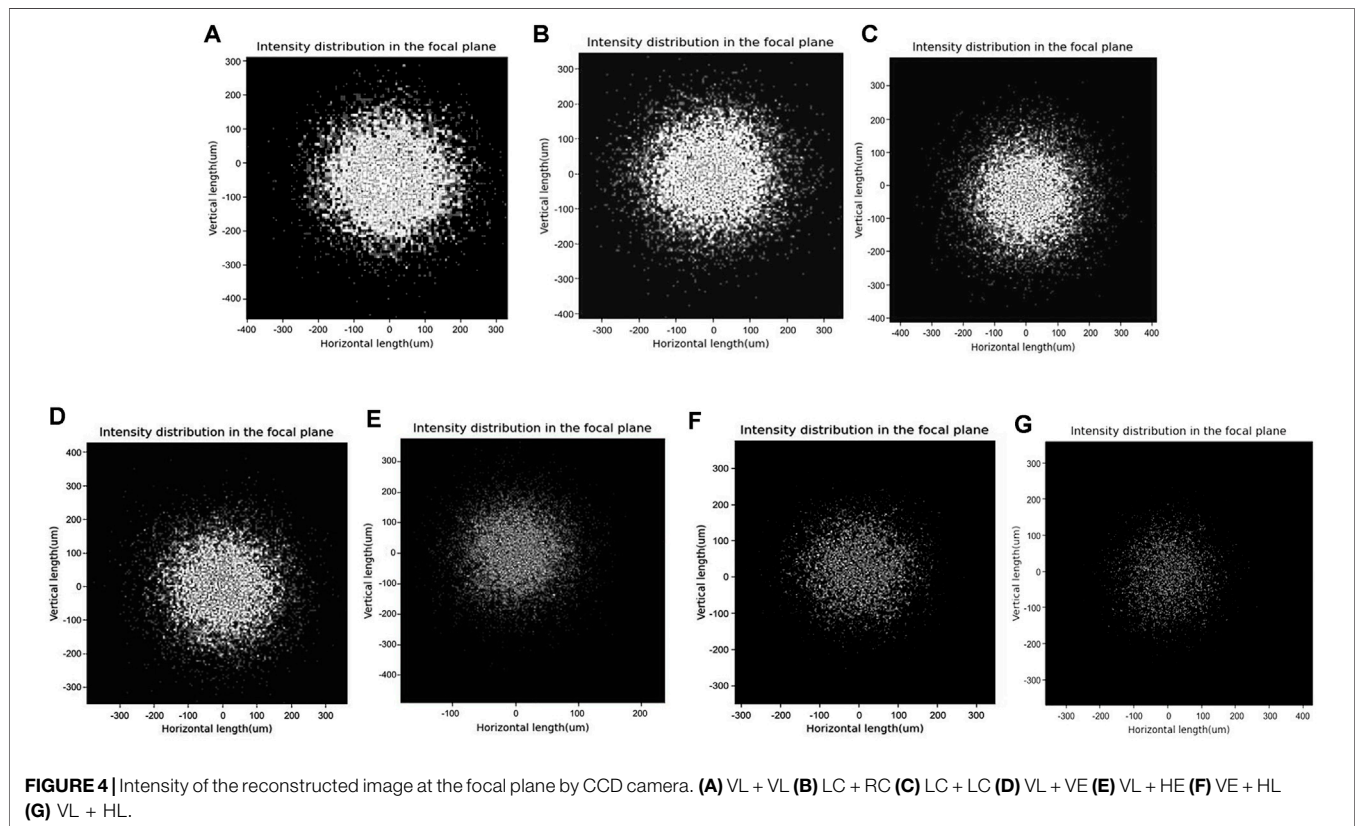 A
Intensity distribution in the focal plane
Vertical length(um)
300
200
100
0
-100
-200
-300
-400
-400 -300 -200 -100 0 100 200 300
Horizontal length(um)
B
Intensity distribution in the focal plane
Vertical length(um)
300
200
100
0
-100
-200
-300
-400
-300 -200 -100 0 100 200 300
Horizontal length(um)
C
Intensity distribution in the focal plane
Vertical length(um)
300
200
100
0
-100
-200
-300
-400
-400 -300 -200 -100 0 100 200 300 400
Horizontal length(um)
D
Intensity distribution in the focal plane
Vertical length(um)
400
300
200
100
0
-100
-200
-300
-300 -200 -100 0 100 200 300
Horizontal length(um)
E
Intensity distribution in the focal plane
Vertical length(um)
300
200
100
0
-100
-200
-300
-400
-100 0 100 200
Horizontal length(um)
F
Intensity distribution in the focal plane
Vertical length(um)
300
200
100
0
-100
-200
-300
-300 -200 -100 0 100 200 300
Horizontal length(um)
G
Intensity distribution in the focal plane
Vertical length(um)
300
200
100
0
-100
-200
-300
-300 -200 -100 0 100 200 300 400
Horizontal length(um)
FIGURE 4 | Intensity of the reconstructed image at the focal plane by CCD camera. (A) VL + VL (B) LC + RC (C) LC + LC (D) VL + VE (E) VL + HE (F) VE + HL
(G) VL + HL.